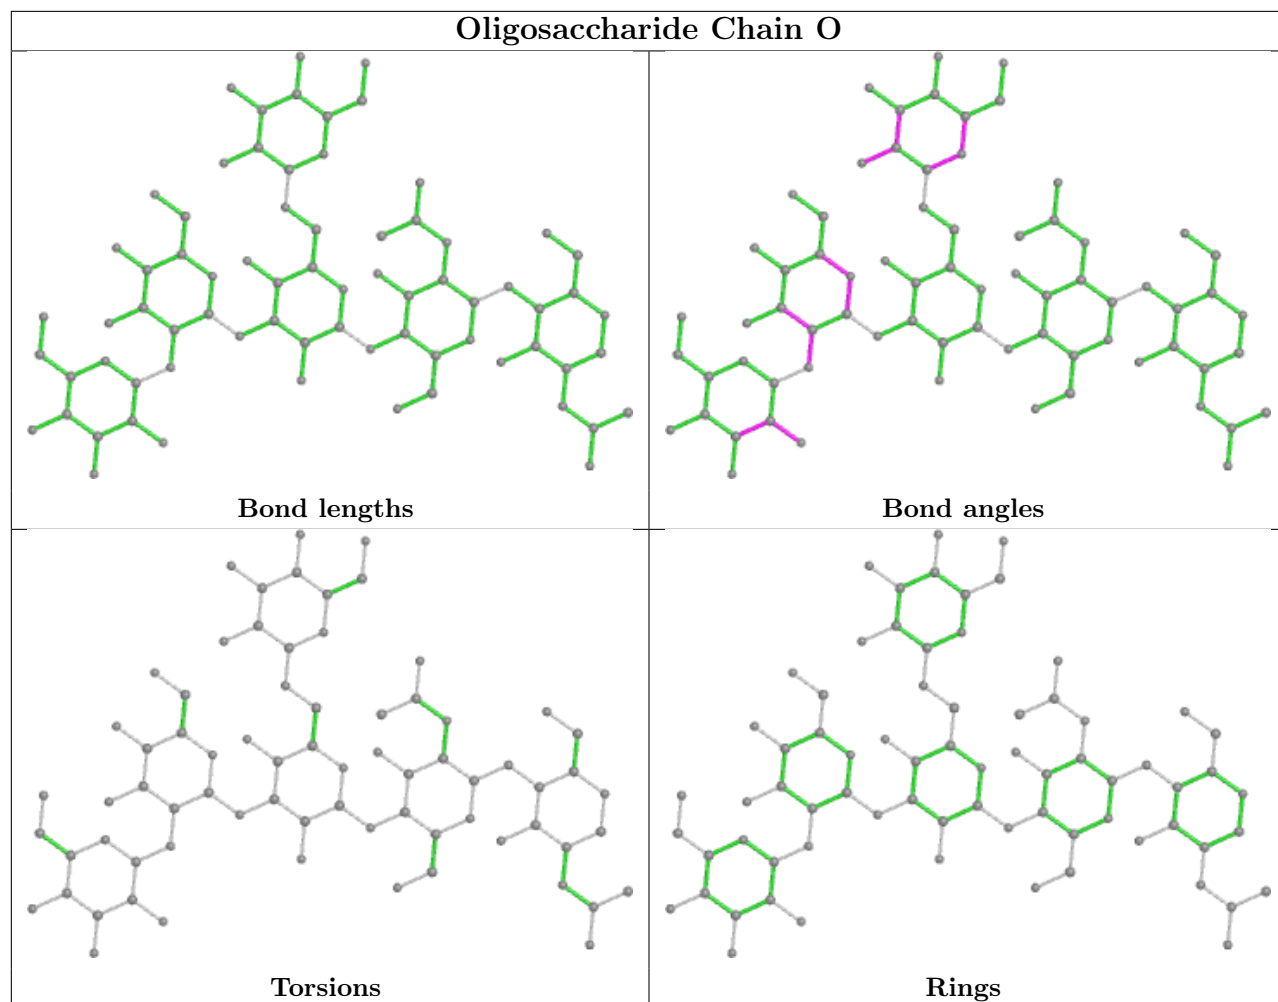 Oligosaccharide Chain O
Bond lengths
Bond angles
Torsions
Rings